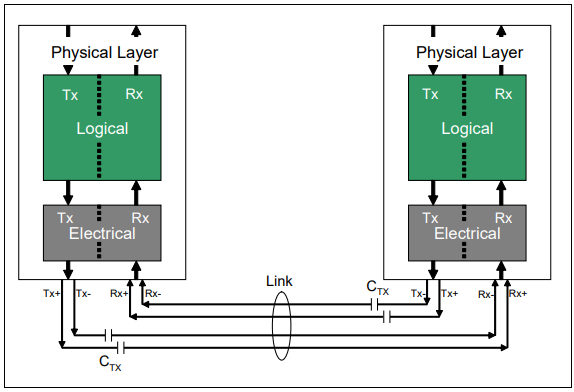 Physical Layer
Physical Layer
Tx
Rx
Tx
Rx
Logical
Logical
Tx
Rx
Tx
Rx
Electrical
Electrical
Tx+
Tx-
Rx+
Rx-
Link
CTX
Tx-
Tx+
Rx-
Rx+
CTX